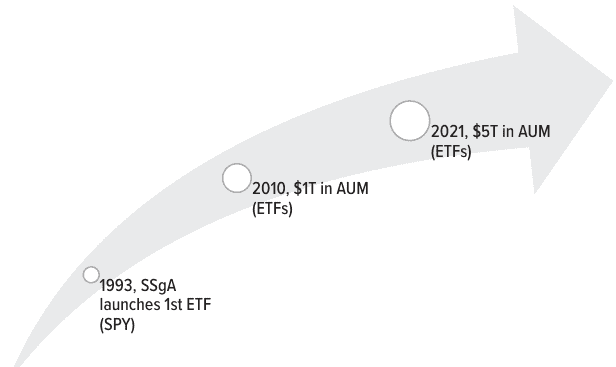 2021, $5T in AUM
(ETFs)
2010, $1T in AUM
(ETFs)
1993, SSgA
launches 1st ETF
(SPY)